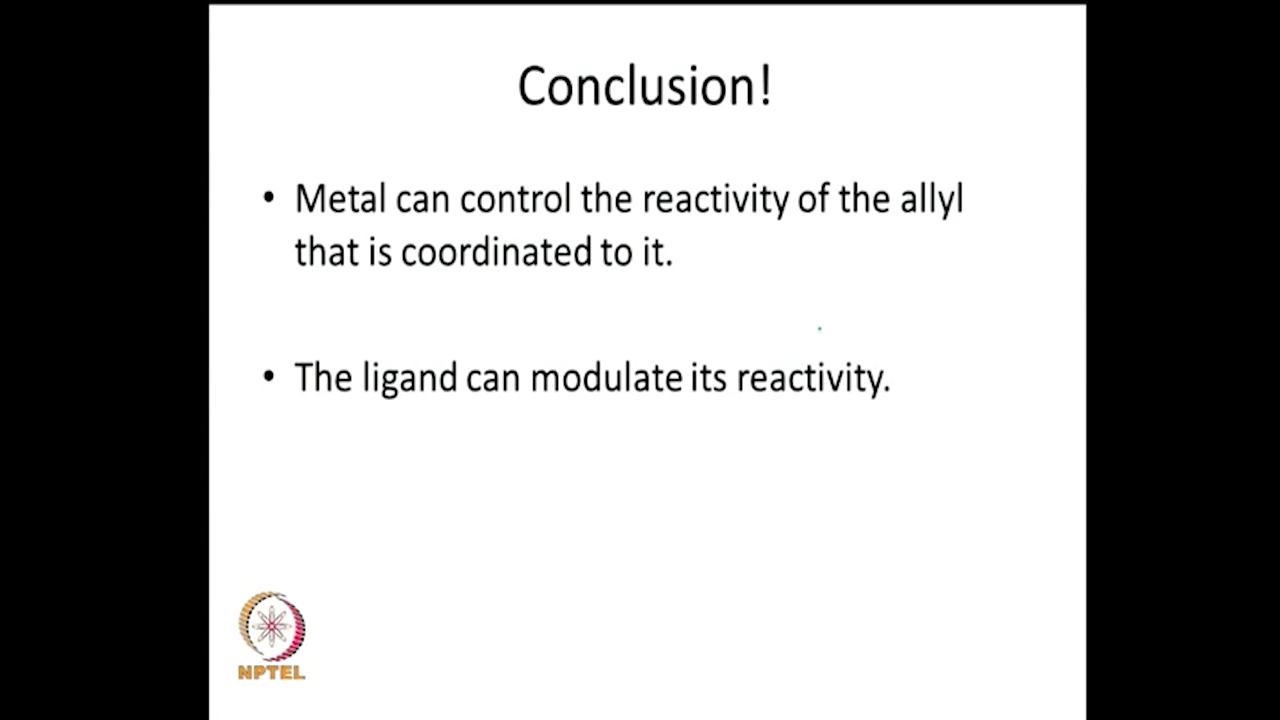 Conclusion!
• Metal can control the reactivity of the allyl
that is coordinated to it.
• The ligand can modulate its reactivity.
NPTEL